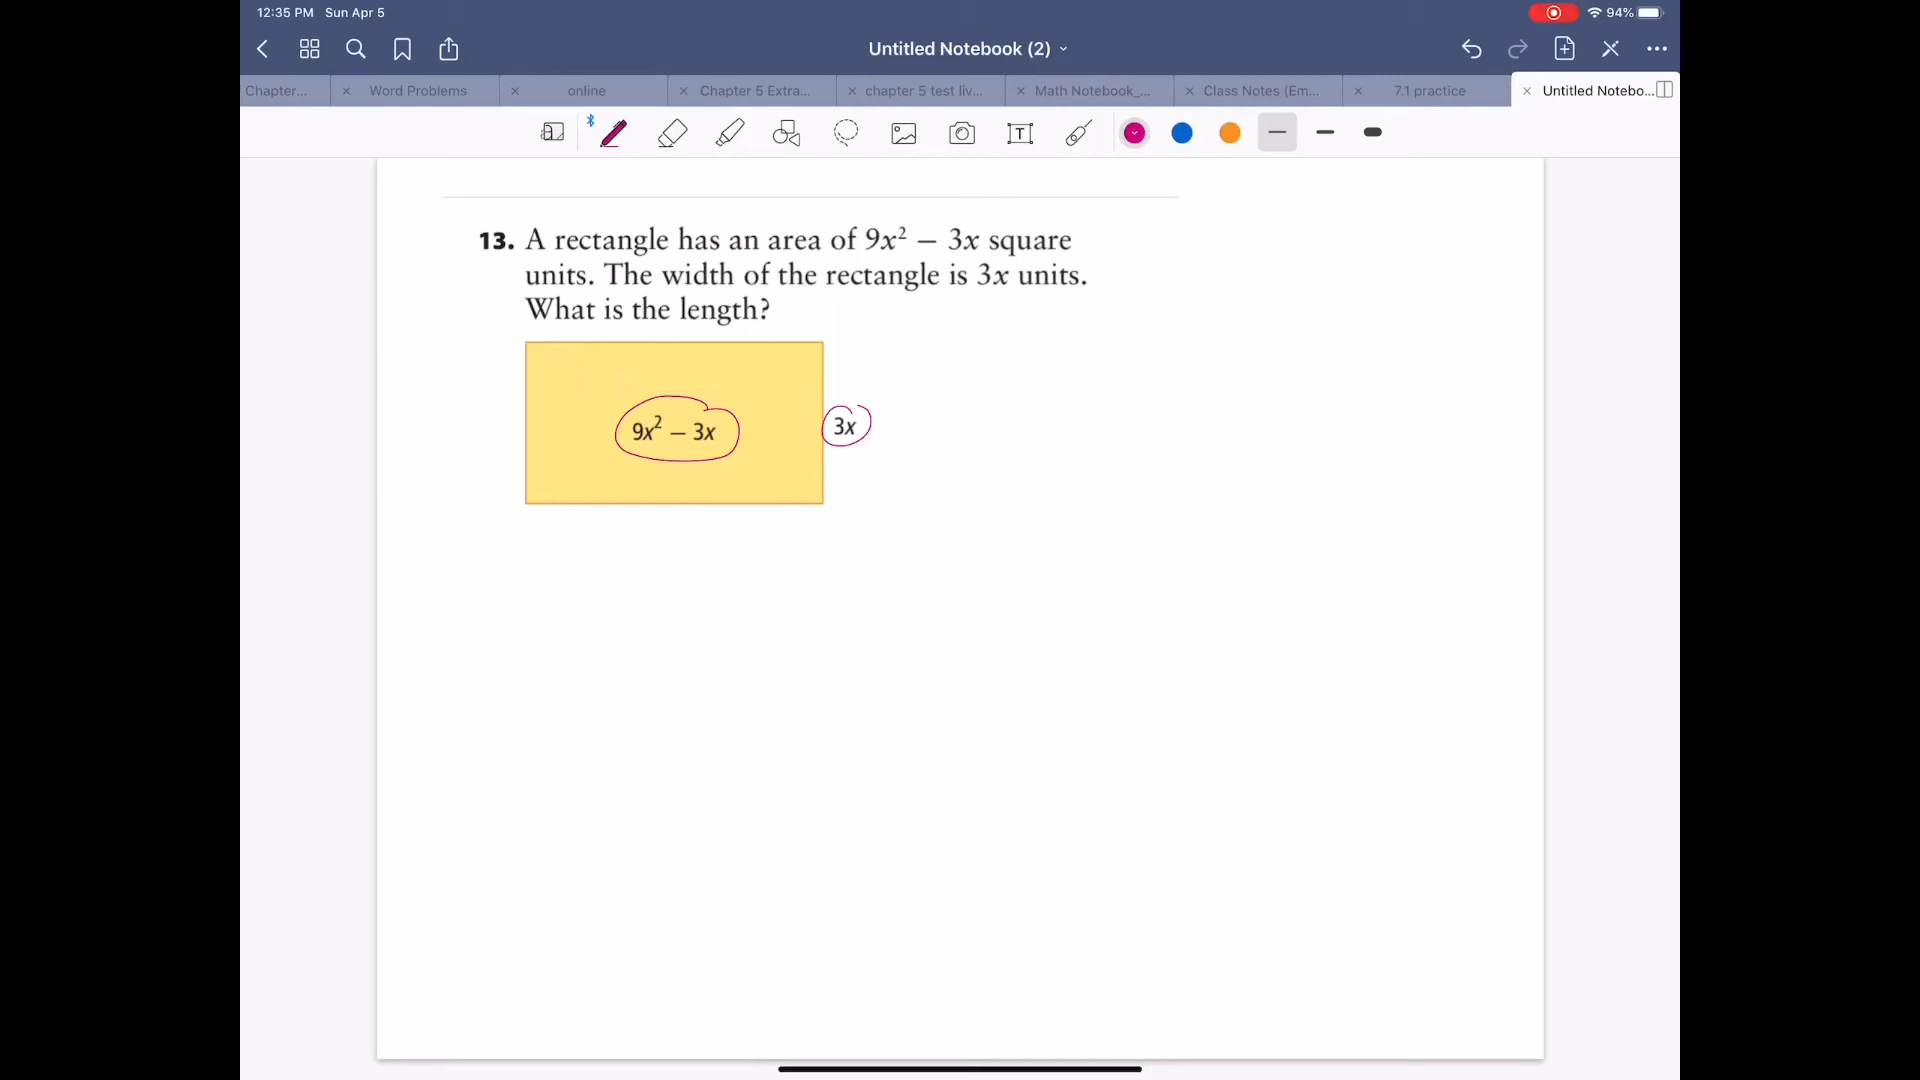 12:35 PM Sun Apr 5
94%
Untitled Notebook (2)
Chapter... Word Problems online Chapter 5 Extra... chapter 5 test liv... Math Notebook_... Class Notes (Em... 7.1 practice Untitled Notebo...
13. A rectangle has an area of 9x² − 3x square
units. The width of the rectangle is 3x units.
What is the length?
9x² − 3x
3x